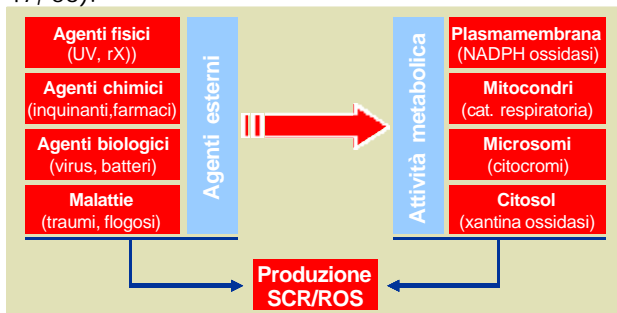 Agenti fisici
(UV, rX))
Agenti chimici
(inquinanti,farmaci)
Agenti biologici
(virus, batteri)
Malattie
(traumi, flogosi)
Agenti esterni
Attività metabolica
Plasmamembrana
(NADPH ossidasi)
Mitocondri
(cat. respiratoria)
Microsomi
(citocromi)
Citosol
(xantina ossidasi)
Produzione
SCR/ROS